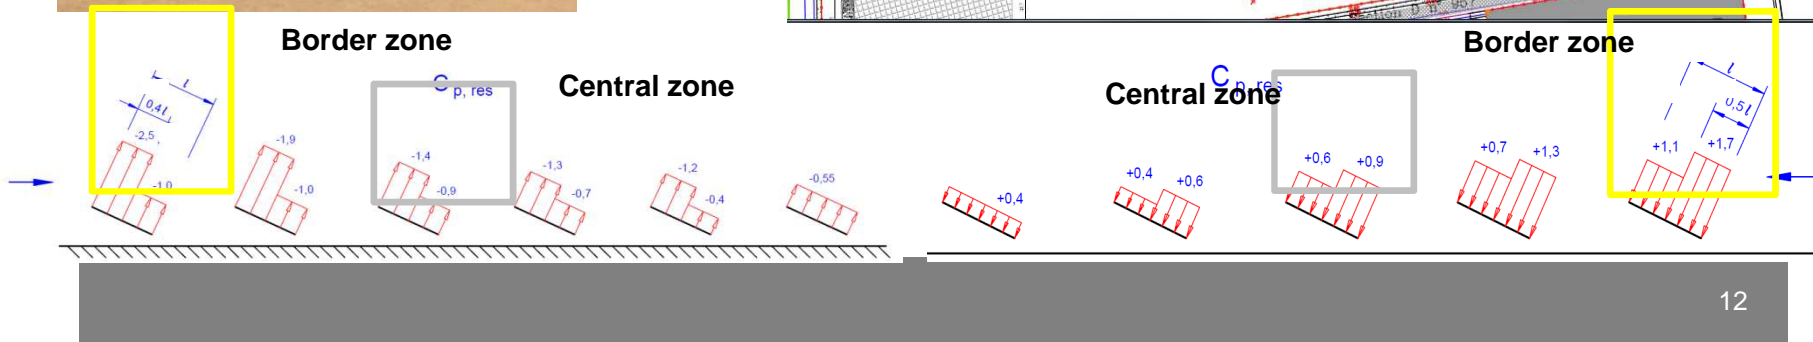 Section D n° 967
Border zone
l
0,4l
C p, res
Central zone
-2,5
-1,0
-1,9
-1,0
-1,4
-0,9
-1,3
-0,7
-1,2
-0,4
-0,55
Border zone
C p, res
Central zone
l
0,5l
+0,4
+0,4
+0,6
+0,6
+0,9
+0,7
+1,3
+1,1
+1,7
12